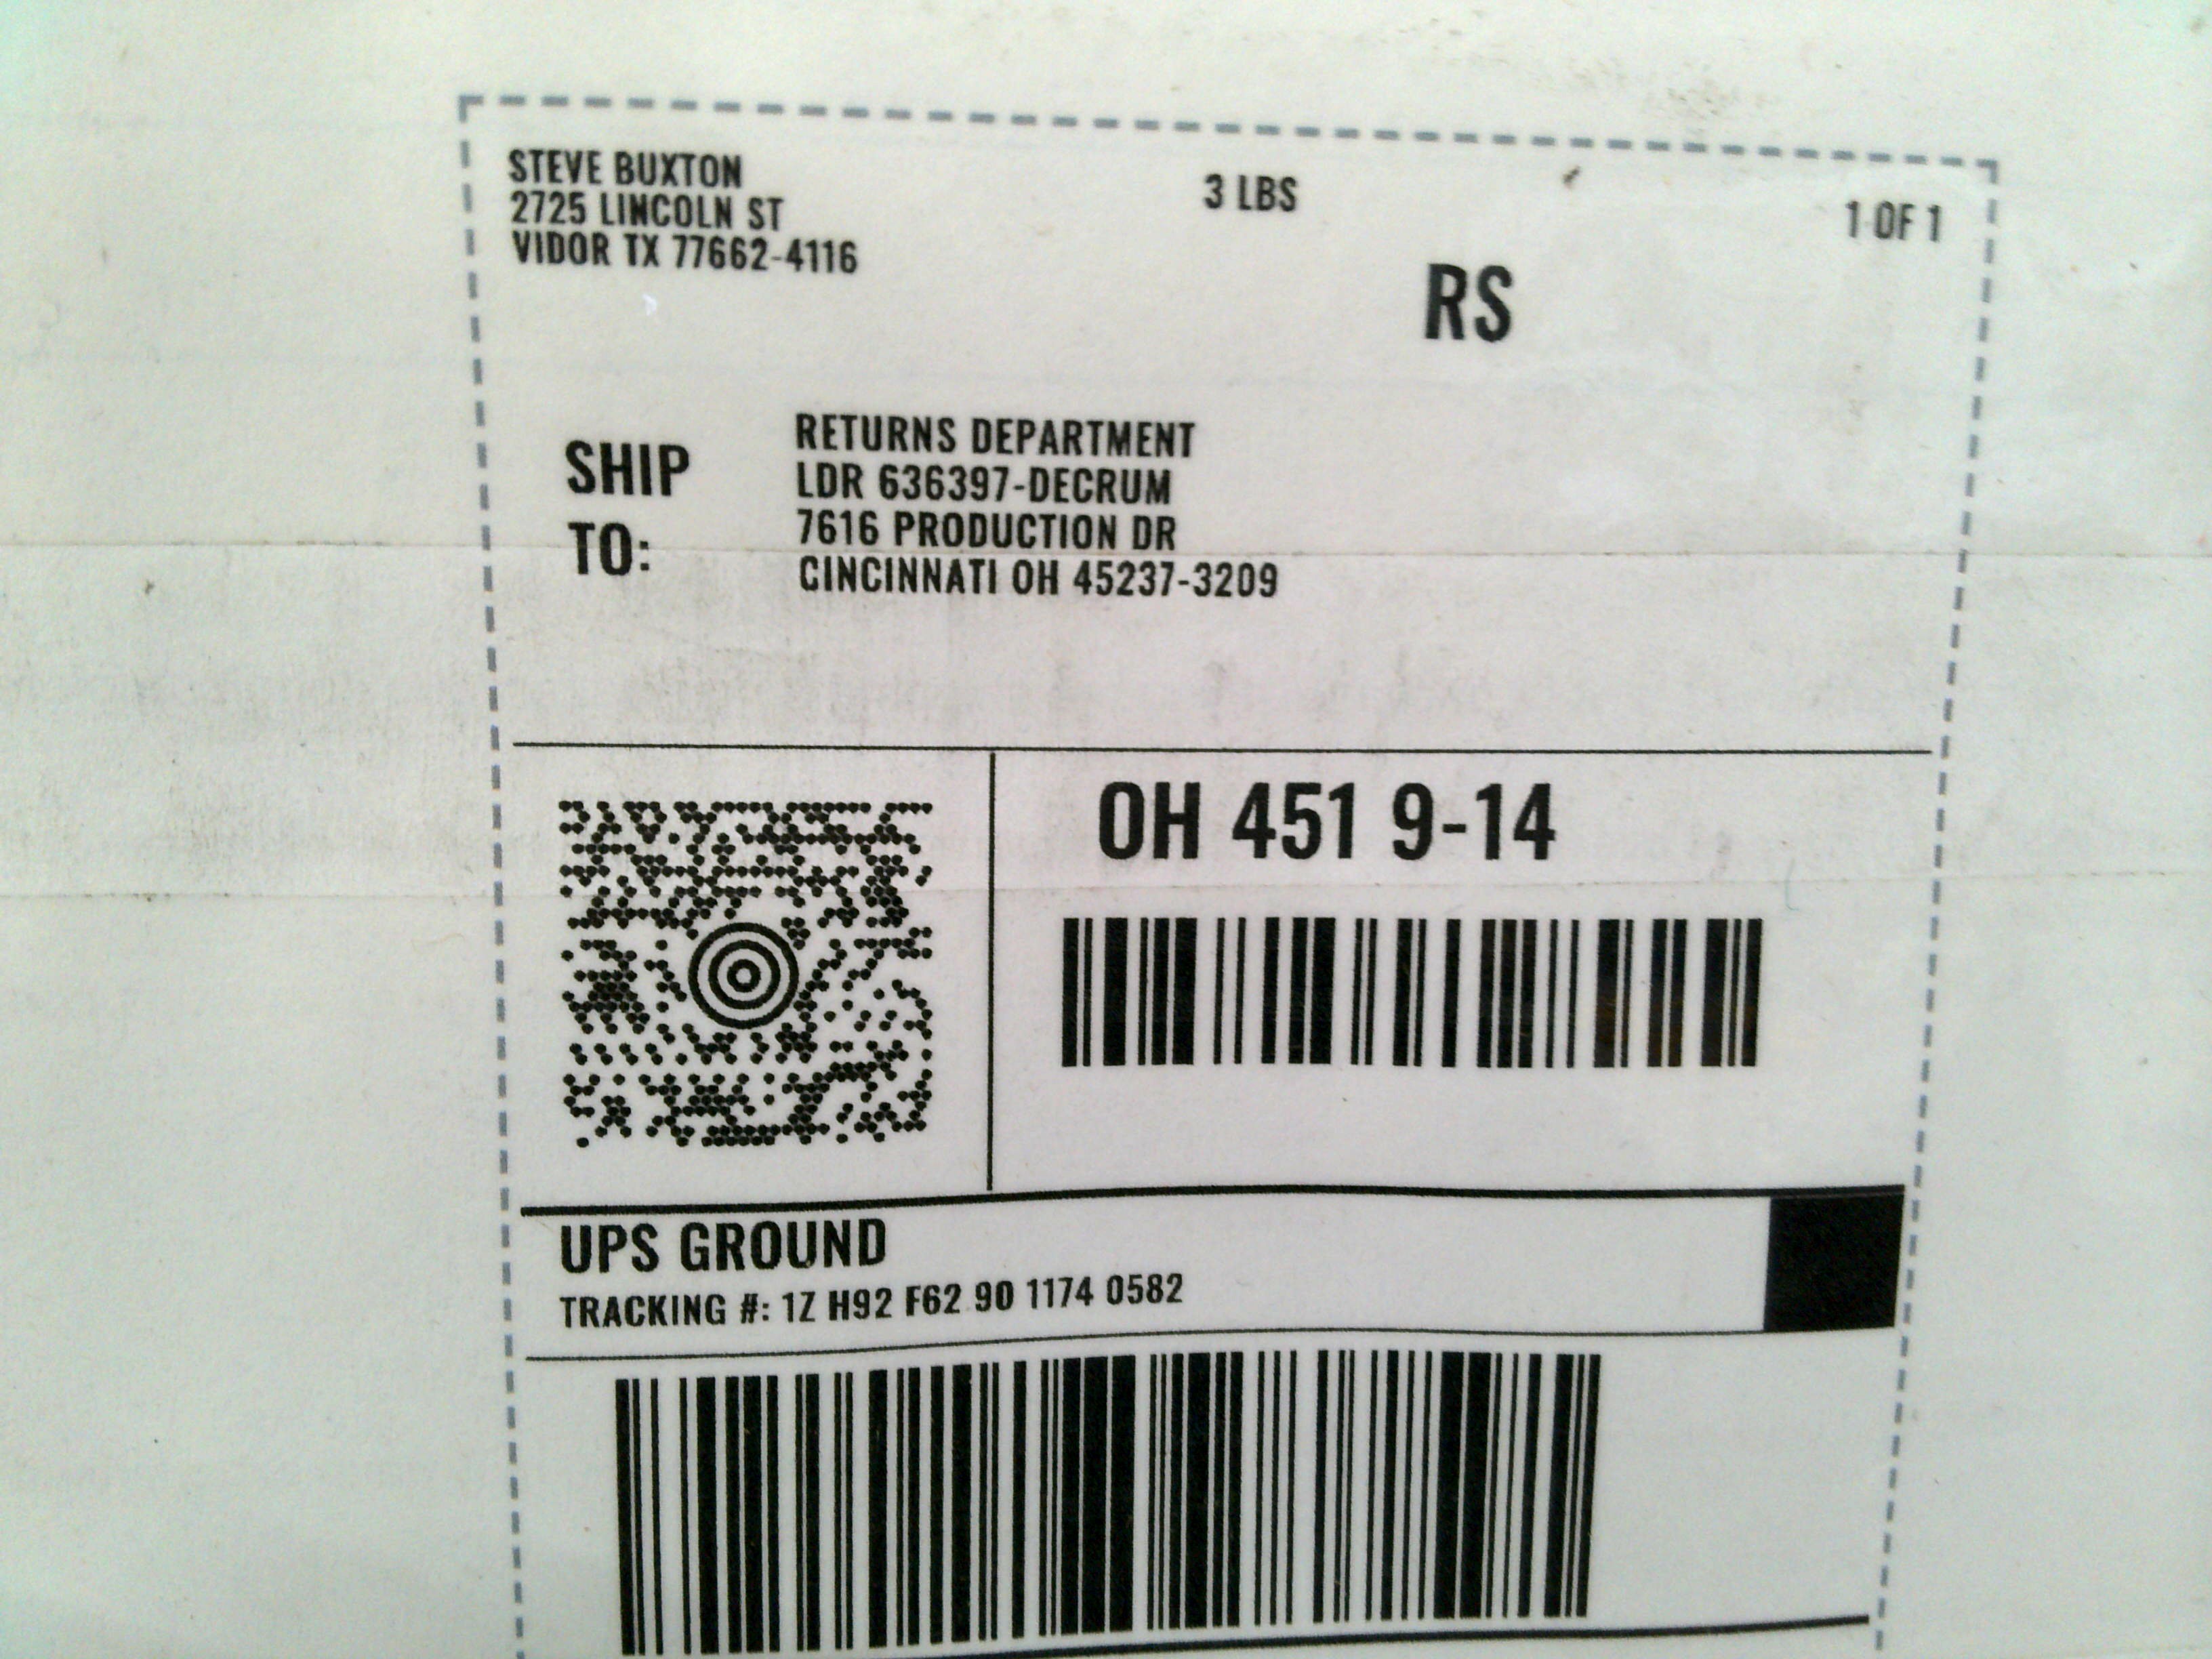 STEVE BUXTON
2725 LINCOLN ST
VIDOR TX 77662-4116
3 LBS
1 OF 1
RS
SHIP TO:
RETURNS DEPARTMENT
LDR 636397-DECRUM
7616 PRODUCTION DR
CINCINNATI OH 45237-3209
OH 451 9-14
UPS GROUND
TRACKING #: 1Z H92 F62 90 1174 0582